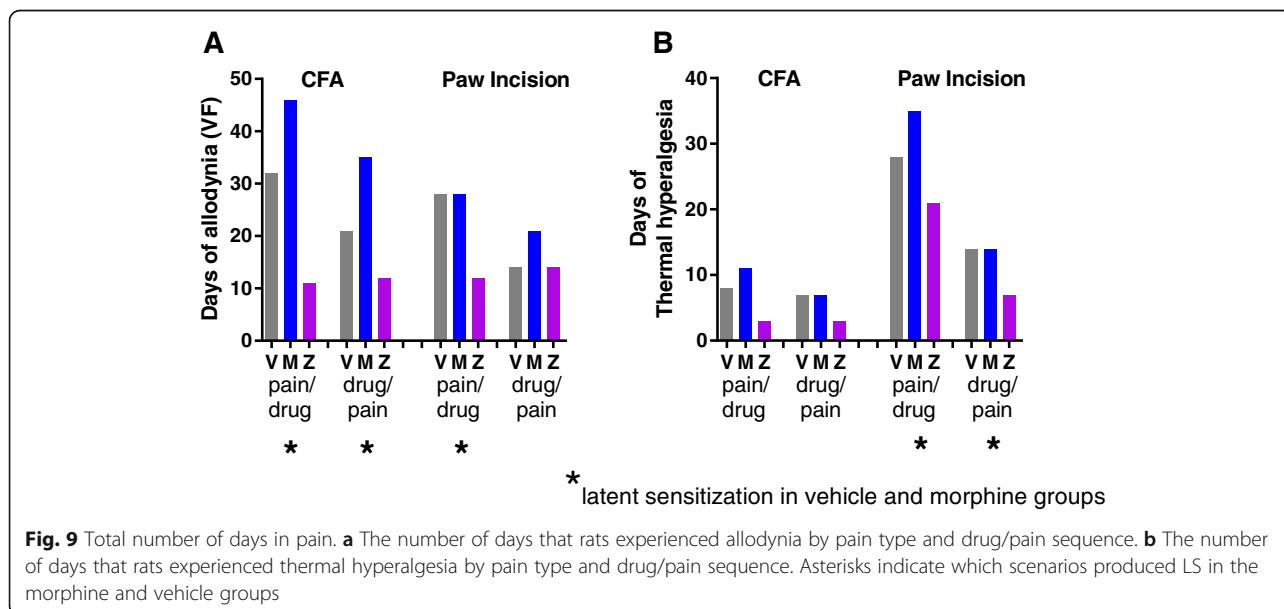 A
CFA
Paw Incision
Days of allodynia (VF)
50
40
30
20
10
0
V M Z
V M Z
V M Z
V M Z
pain/
drug
drug/
pain
pain/
drug
drug/
pain
*
*
*
B
CFA
Paw Incision
Days of
Thermal hyperalgesia
40
30
20
10
0
V M Z
V M Z
V M Z
V M Z
pain/
drug
drug/
pain
pain/
drug
drug/
pain
*
*
*latent sensitization in vehicle and morphine groups
Fig. 9 Total number of days in pain. a The number of days that rats experienced allodynia by pain type and drug/pain sequence. b The number
of days that rats experienced thermal hyperalgesia by pain type and drug/pain sequence. Asterisks indicate which scenarios produced LS in the
morphine and vehicle groups